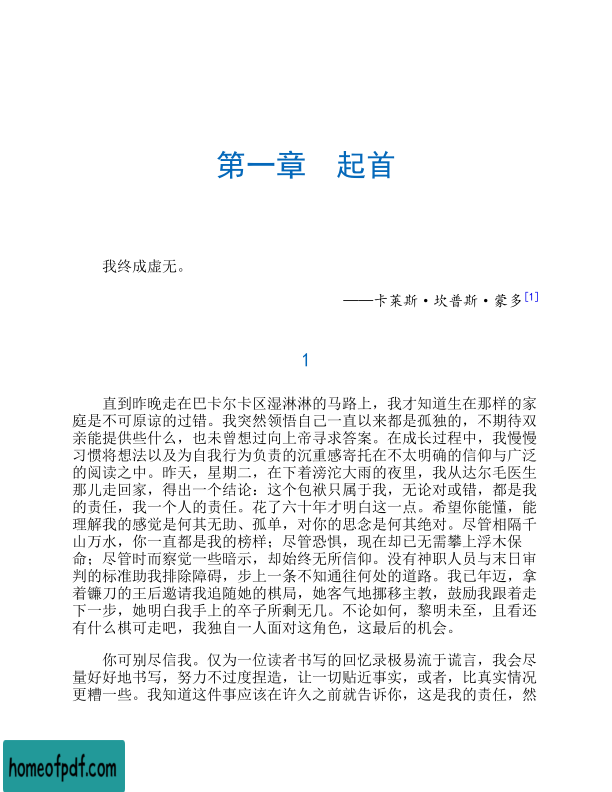 第一章　起首
我终成虚无。
——卡莱斯·坎普斯·蒙多[1]
1
直到昨晚走在巴卡尔卡区湿淋淋的马路上，我才知道生在那样的家
庭是不可原谅的过错。我突然领悟自己一直以来都是孤独的，不期待双
亲能提供些什么，也未曾想过向上帝寻求答案。在成长过程中，我慢慢
习惯将想法以及为自我行为负责的沉重感寄托在不太明确的信仰与广泛
的阅读之中。昨天，星期二，在下着滂沱大雨的夜里，我从达尔毛医生
那儿走回家，得出一个结论：这个包袱只属于我，无论对或错，都是我
的责任，我一个人的责任。花了六十年才明白这一点。希望你能懂，能
理解我的感觉是何其无助、孤单，对你的思念是何其绝对。尽管相隔千
山万水，你一直都是我的榜样；尽管恐惧，现在却已无需攀上浮木保
命；尽管时而察觉一些暗示，却始终无所信仰。没有神职人员与末日审
判的标准助我排除障碍，步上一条不知通往何处的道路。我已年迈，拿
着镰刀的王后邀请我追随她的棋局，她客气地挪移主教，鼓励我跟着走
下一步，她明白我手上的卒子所剩无几。不论如何，黎明未至，且看还
有什么棋可走吧，我独自一人面对这角色，这最后的机会。
你可别尽信我。仅为一位读者书写的回忆录极易流于谎言，我会尽
量好好地书写，努力不过度捏造，让一切贴近事实，或者，比真实情况
更糟一些。我知道这件事应该在许久之前就告诉你，这是我的责任，然
homeofpdf.com